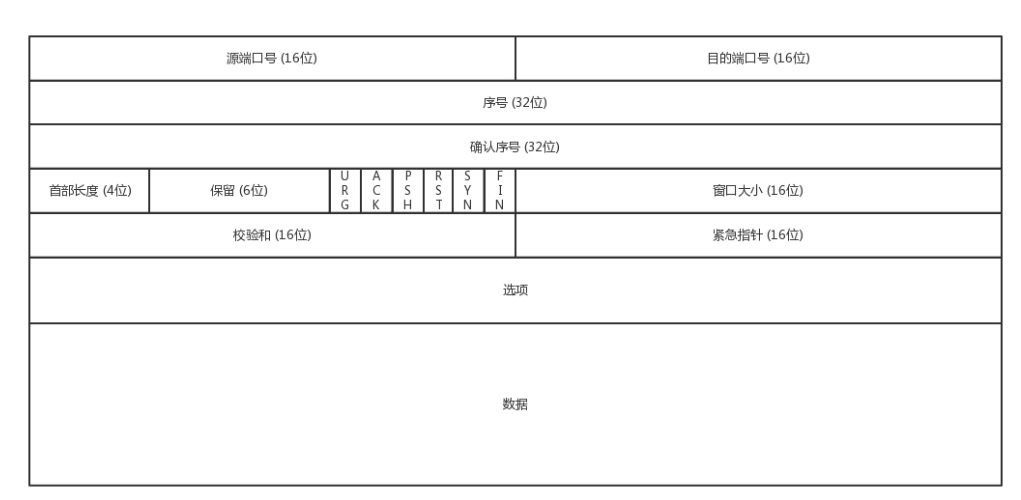 源端口号 (16位) 目的端口号 (16位)
序号 (32位)
确认序号 (32位)
首部长度 (4位) 保留 (6位) URG ACK PSH RST SYN FIN 窗口大小 (16位)
校验和 (16位) 紧急指针 (16位)
选项
数据